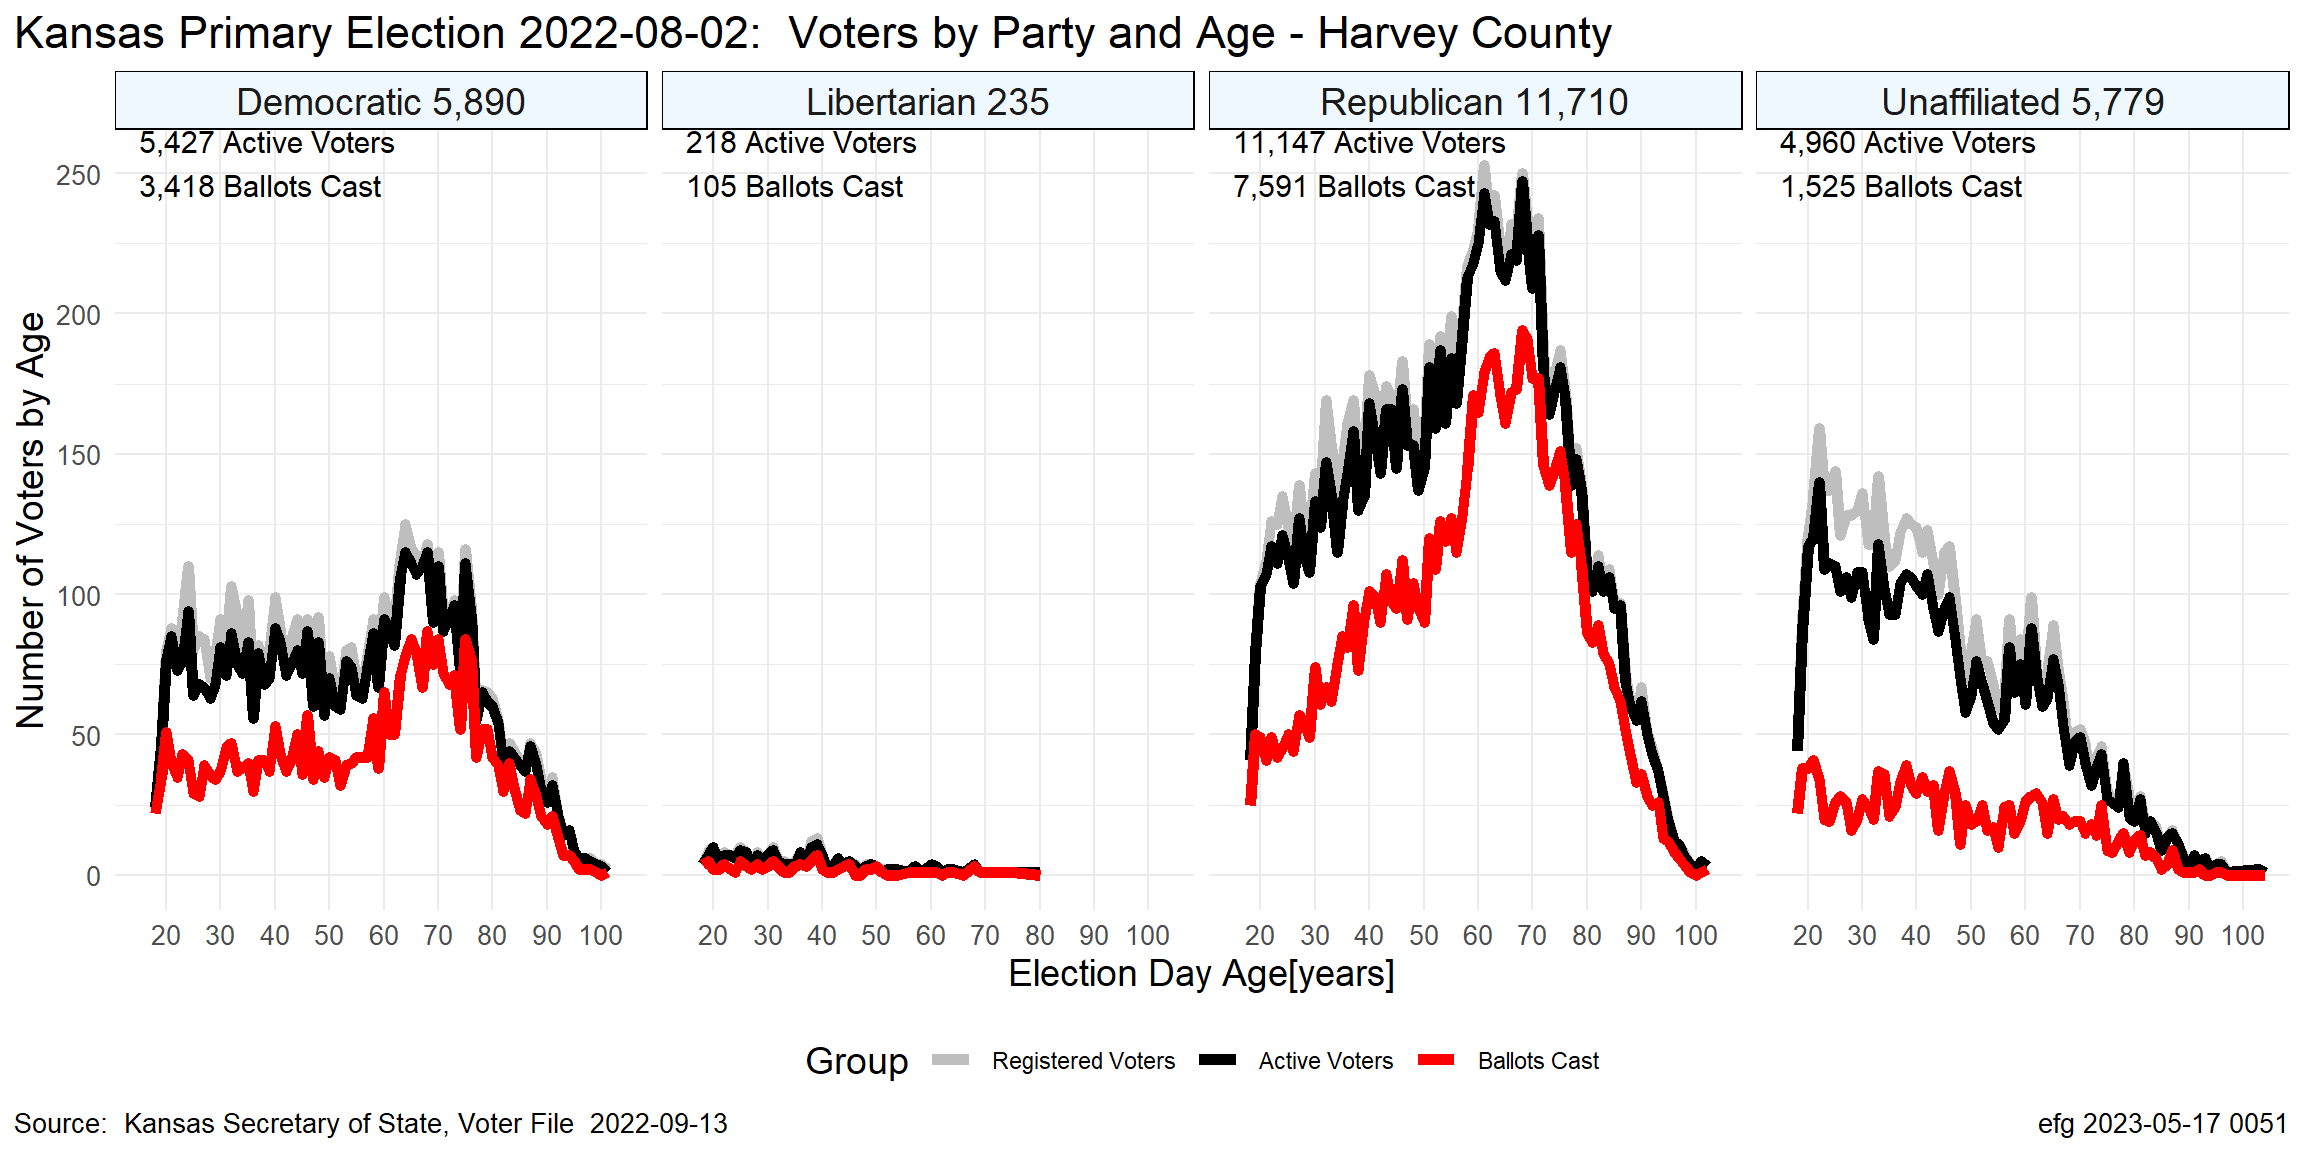 Kansas Primary Election 2022-08-02:  Voters by Party and Age - Harvey County
Democratic 5,890
Libertarian 235
Republican 11,710
Unaffiliated 5,779
5,427 Active Voters
3,418 Ballots Cast
218 Active Voters
105 Ballots Cast
11,147 Active Voters
7,591 Ballots Cast
4,960 Active Voters
1,525 Ballots Cast
Number of Voters by Age
250
200
150
100
50
0
20 30 40 50 60 70 80 90 100
20 30 40 50 60 70 80 90 100
20 30 40 50 60 70 80 90 100
20 30 40 50 60 70 80 90 100
Election Day Age[years]
Group Registered Voters Active Voters Ballots Cast
Source:  Kansas Secretary of State, Voter File  2022-09-13
efg 2023-05-17 0051